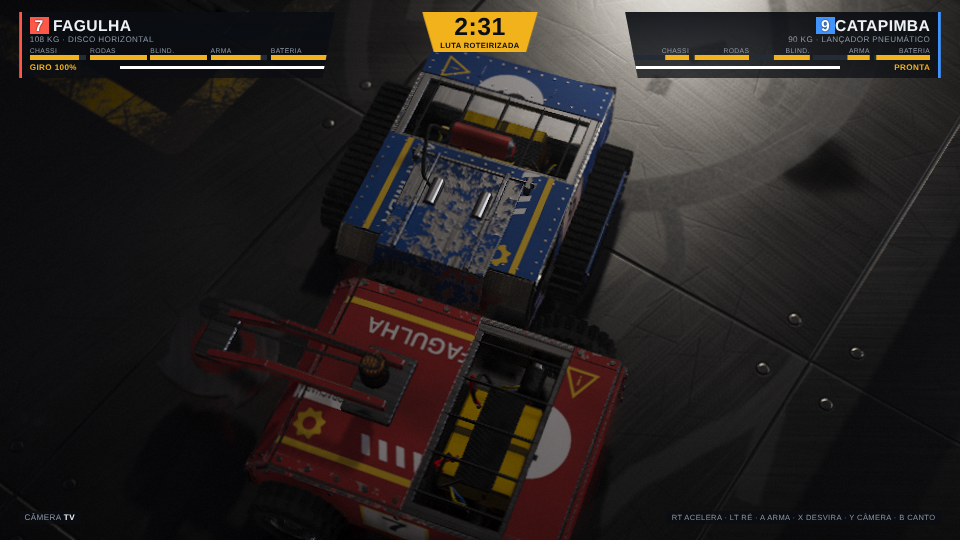 7 FAGULHA
108 KG · DISCO HORIZONTAL
CHASSI RODAS BLIND. ARMA BATERIA
GIRO 100%
2:31
LUTA ROTEIRIZADA
9 CATAPIMBA
90 KG · LANÇADOR PNEUMÁTICO
CHASSI RODAS BLIND. ARMA BATERIA
PRONTA
FAGULHA
CÂMERA TV
RT ACELERA · LT RÉ · A ARMA · X DESVIRA · Y CÂMERA · B CANTO